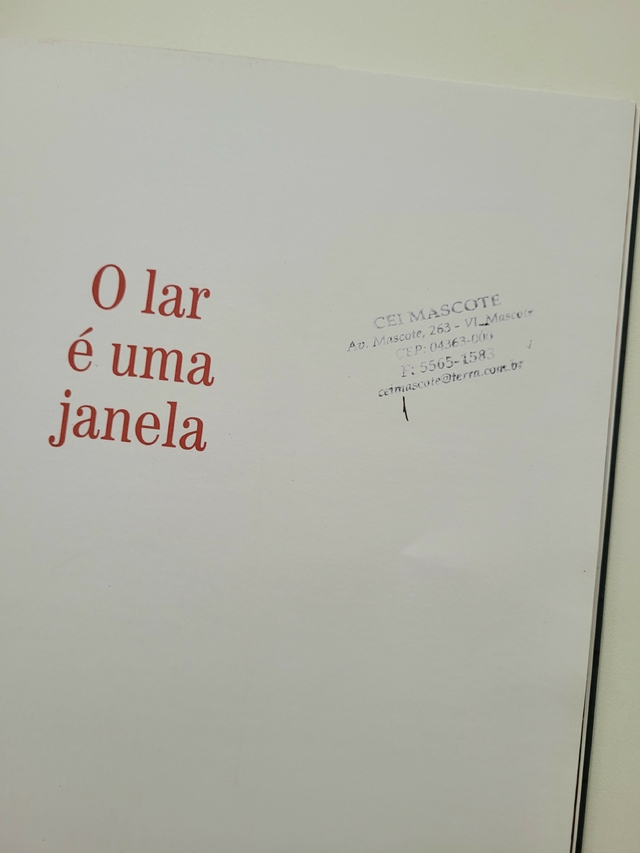 O lar
é uma
janela
CEI MASCOTE
Av. Mascote, 263 - Vl. Mascote
CEP: 04363-000
F: 5565-1583
ceimascote@terra.com.br